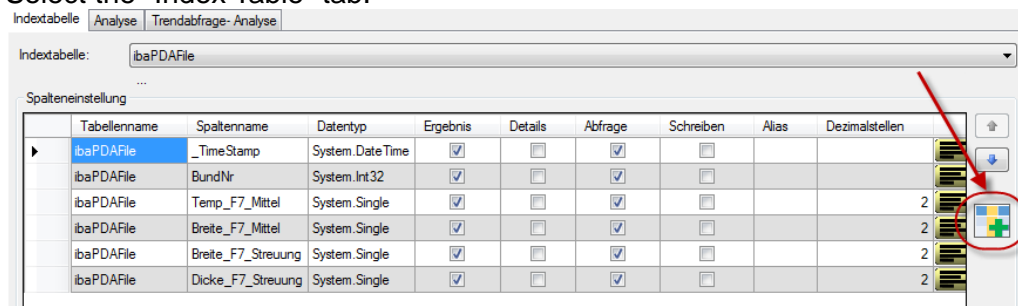 Select the "Index Table" tab.
Indextabelle Analyse Trendabfrage- Analyse
Indextabelle: ibaPDAFile
...
Spalteneinstellung
Tabellenname Spaltenname Datentyp Ergebnis Details Abfrage Schreiben Alias Dezimalstellen
ibaPDAFile _TimeStamp System.DateTime
ibaPDAFile BundNr System.Int32
ibaPDAFile Temp_F7_Mittel System.Single 2
ibaPDAFile Breite_F7_Mittel System.Single 2
ibaPDAFile Breite_F7_Streuung System.Single 2
ibaPDAFile Dicke_F7_Streuung System.Single 2